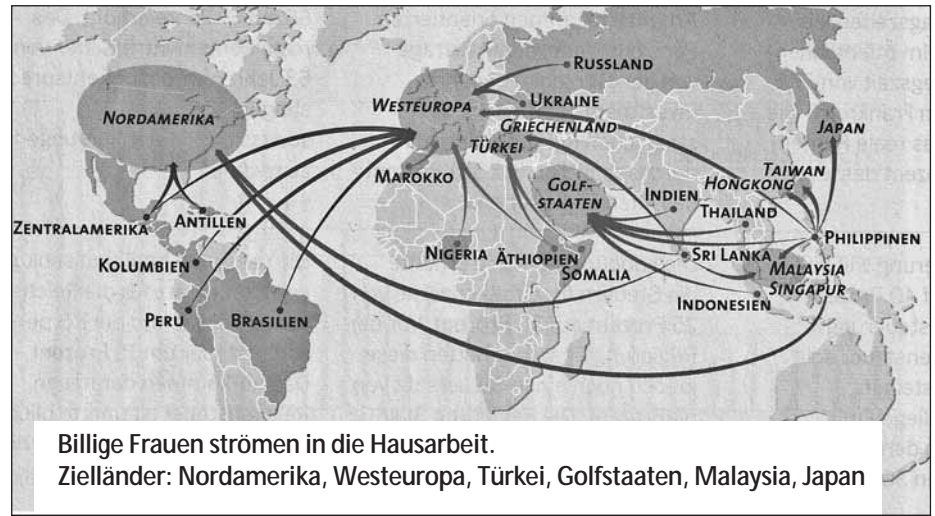 RUSSLAND
NORDAMERIKA
WESTEUROPA
UKRAINE
GRIECHENLAND
JAPAN
TÜRKEI
MAROKKO
GOLF-
STAATEN
INDIEN
TAIWAN
HONGKONG
THAILAND
ZENTRALAMERIKA
ANTILLEN
NIGERIA
ÄTHIOPIEN
SOMALIA
SRI LANKA
PHILIPPINEN
KOLUMBIEN
MALAYSIA
SINGAPUR
INDONESIEN
PERU
BRASILIEN
Billige Frauen strömen in die Hausarbeit.
Zielländer: Nordamerika, Westeuropa, Türkei, Golfstaaten, Malaysia, Japan